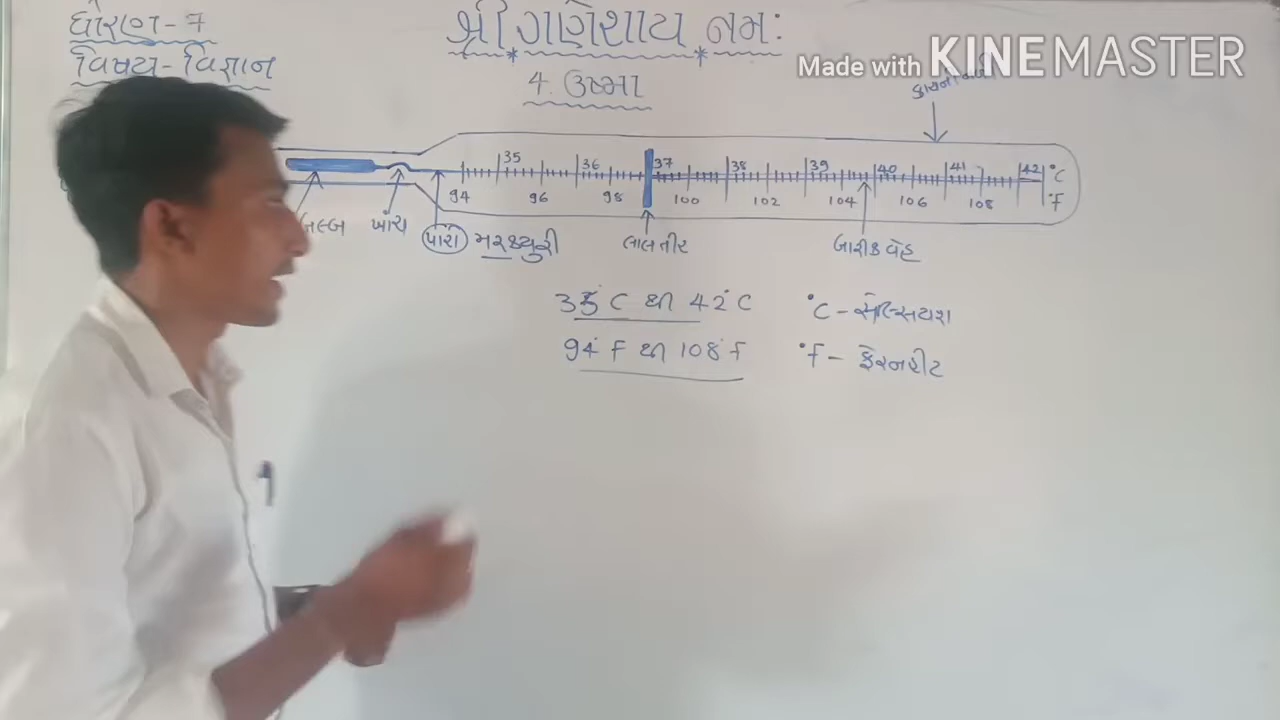 ધોરણ - 7
વિષય - વિજ્ઞાન
શ્રી ગણેશાય નમઃ
4. ઉષ્મા
Made with KINEMASTER
35 36 37 38 39 40 41 42 °C
94 96 98 100 102 104 106 108 °F
બલ્બ ખાંચ પારો મરક્યુરી લાલ તીર બારીક વેહ
35°C થી 42°C °C - સેલ્સિયશ
94°F થી 108°F °F - ફેરનહીટ